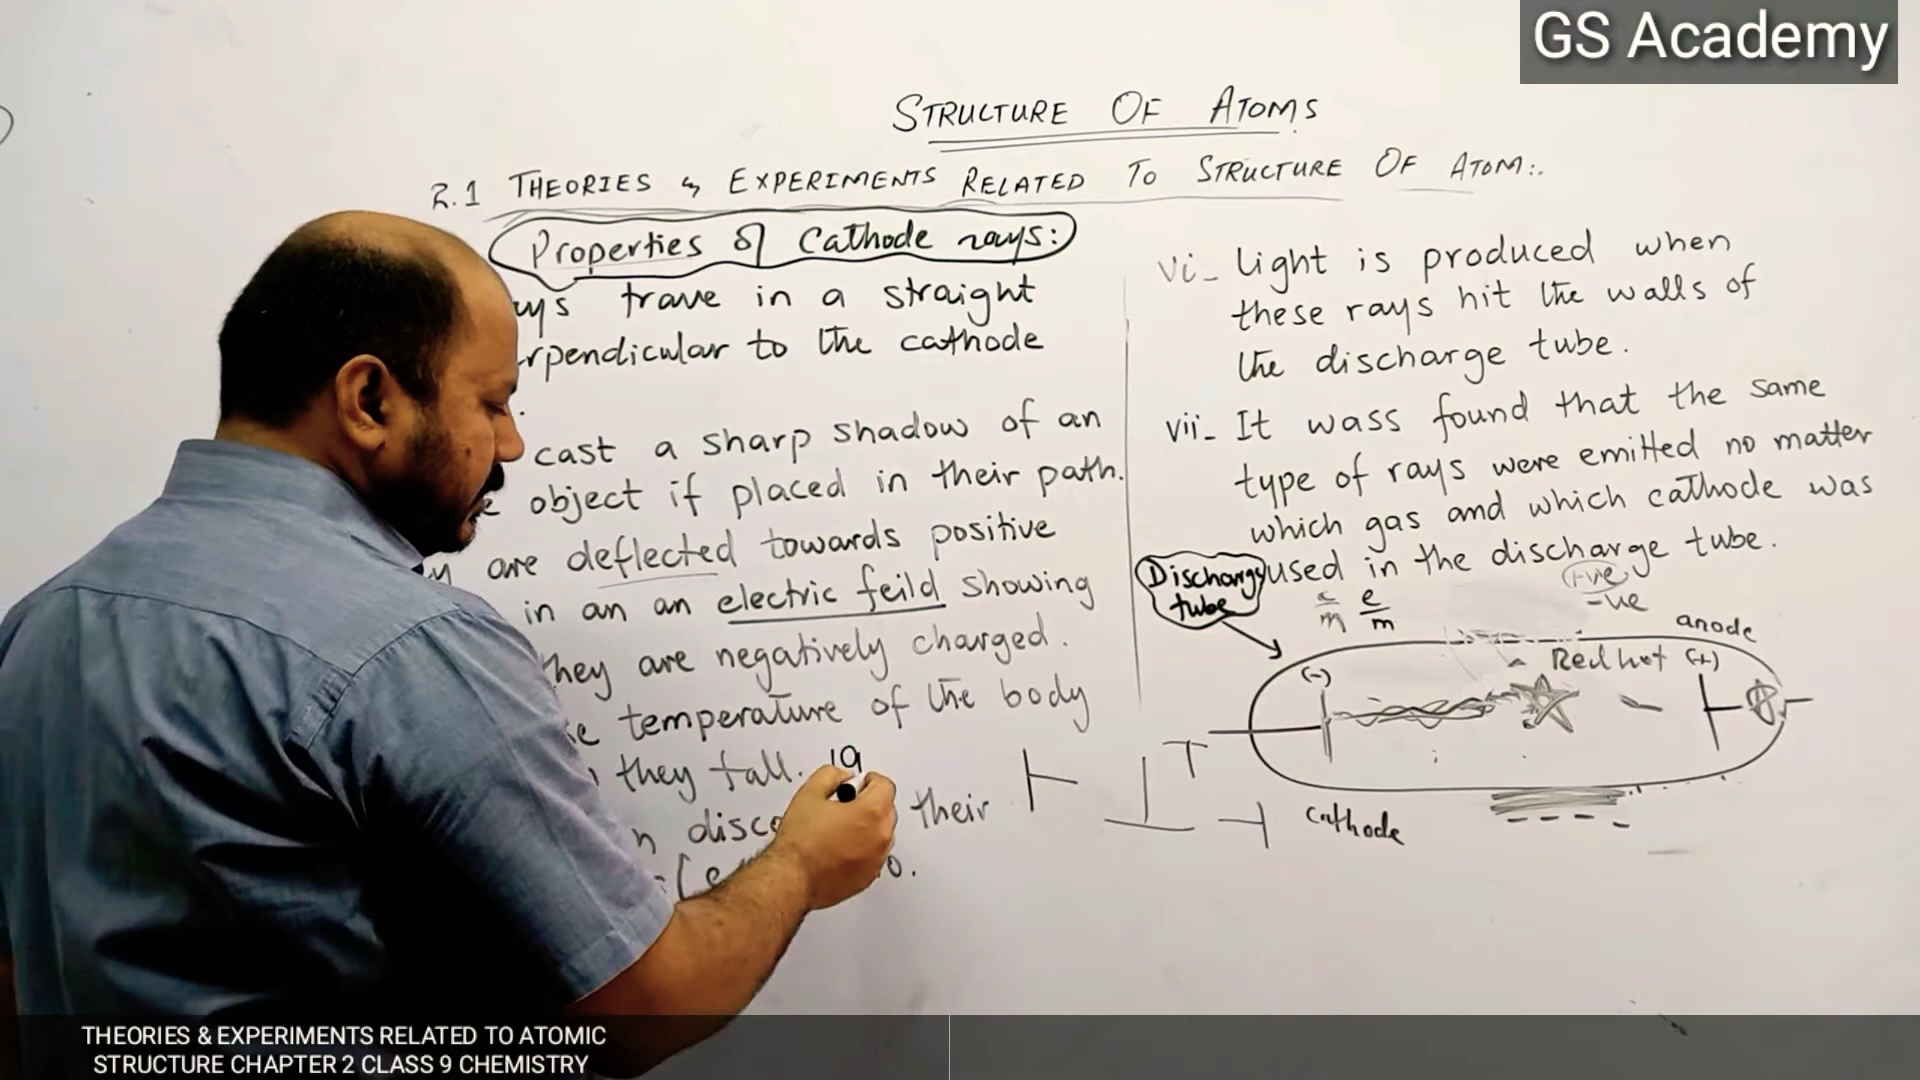 GS Academy
STRUCTURE OF ATOMS
2.1 THEORIES & EXPERIMENTS RELATED TO STRUCTURE OF ATOM:.
Properties of Cathode rays:
ys trave in a straight
rpendicular to the cathode
cast a sharp shadow of an
object if placed in their path.
are deflected towards positive
in an an electric feild showing
they are negatively charged.
temperature of the body
they fall. 19
disco their
vi- Light is produced when
these rays hit the walls of
the discharge tube.
vii- It wass found that the same
type of rays were emitted no matter
which gas and which cathode was
used in the discharge tube.
Discharge
tube
e/m e/m
+ve
-ve
anode
(-) Red hot (+)
cathode
THEORIES & EXPERIMENTS RELATED TO ATOMIC
STRUCTURE CHAPTER 2 CLASS 9 CHEMISTRY